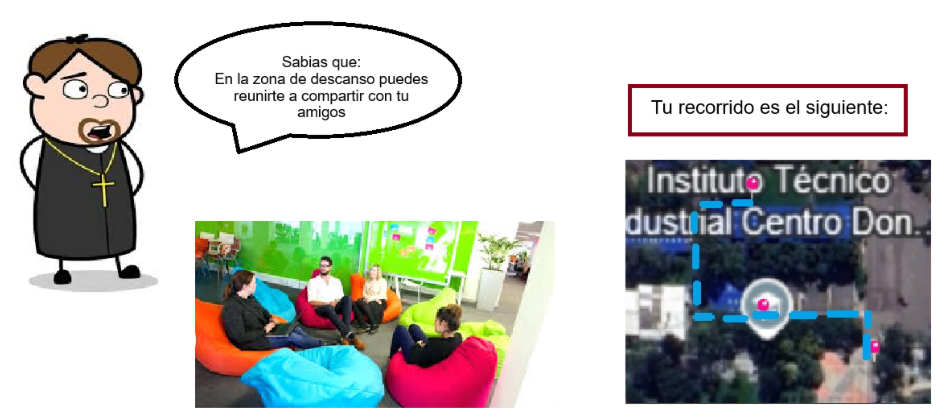 Sabias que:
En la zona de descanso puedes
reunirte a compartir con tu
amigos
Tu recorrido es el siguiente:
Instituto Técnico
dustrial Centro Don...